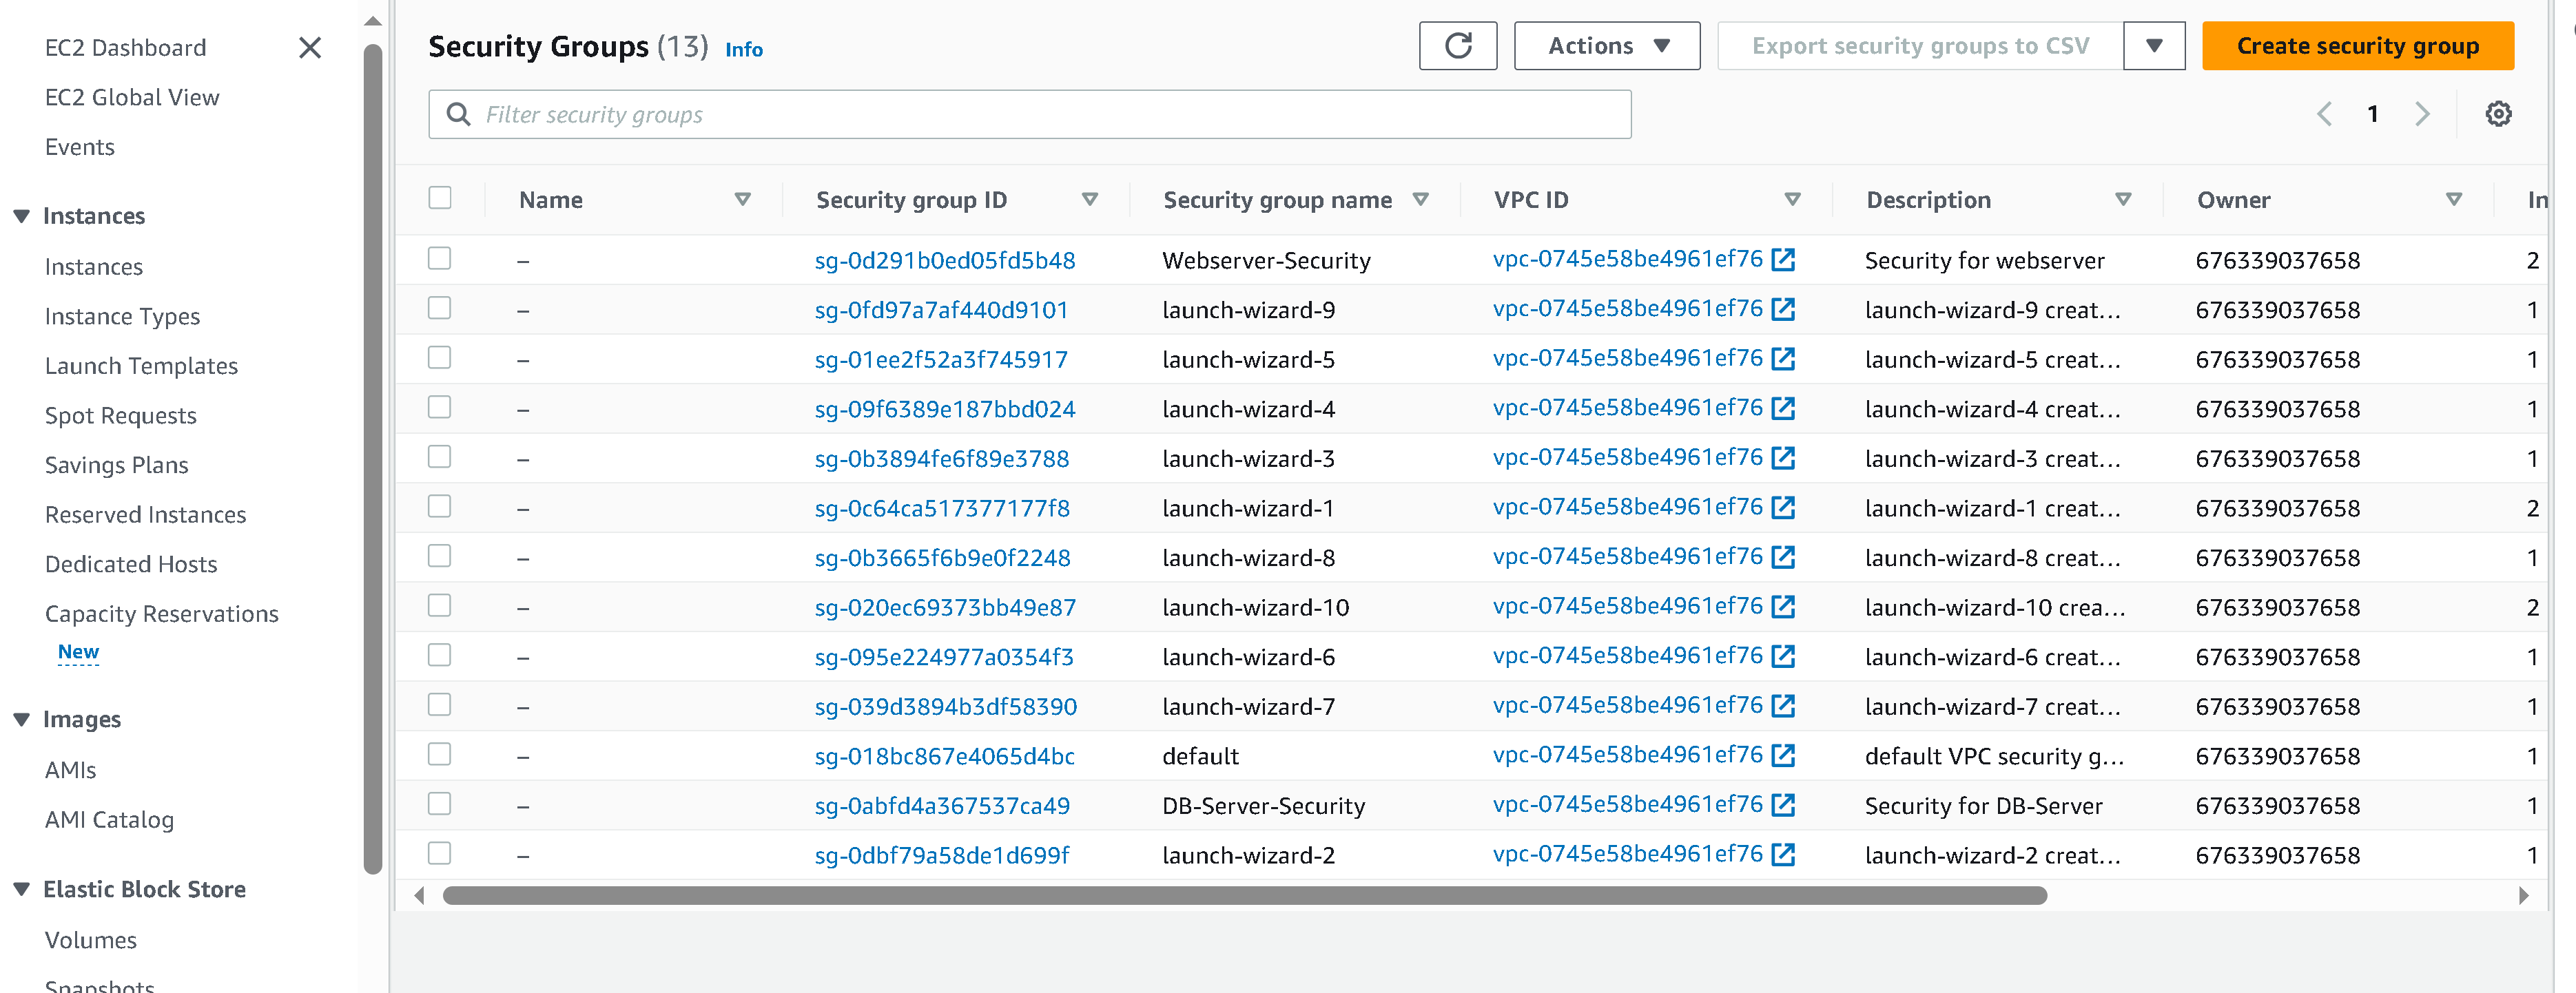 EC2 Dashboard
EC2 Global View
Events
Instances
Instances
Instance Types
Launch Templates
Spot Requests
Savings Plans
Reserved Instances
Dedicated Hosts
Capacity Reservations
New
Images
AMIs
AMI Catalog
Elastic Block Store
Volumes
Snapshots
Security Groups (13) Info
Actions
Export security groups to CSV
Create security group
Filter security groups
1
Name Security group ID Security group name VPC ID Description Owner In
– sg-0d291b0ed05fd5b48 Webserver-Security vpc-0745e58be4961ef76 Security for webserver 676339037658 2
– sg-0fd97a7af440d9101 launch-wizard-9 vpc-0745e58be4961ef76 launch-wizard-9 creat... 676339037658 1
– sg-01ee2f52a3f745917 launch-wizard-5 vpc-0745e58be4961ef76 launch-wizard-5 creat... 676339037658 1
– sg-09f6389e187bbd024 launch-wizard-4 vpc-0745e58be4961ef76 launch-wizard-4 creat... 676339037658 1
– sg-0b3894fe6f89e3788 launch-wizard-3 vpc-0745e58be4961ef76 launch-wizard-3 creat... 676339037658 1
– sg-0c64ca517377177f8 launch-wizard-1 vpc-0745e58be4961ef76 launch-wizard-1 creat... 676339037658 2
– sg-0b3665f6b9e0f2248 launch-wizard-8 vpc-0745e58be4961ef76 launch-wizard-8 creat... 676339037658 1
– sg-020ec69373bb49e87 launch-wizard-10 vpc-0745e58be4961ef76 launch-wizard-10 crea... 676339037658 2
– sg-095e224977a0354f3 launch-wizard-6 vpc-0745e58be4961ef76 launch-wizard-6 creat... 676339037658 1
– sg-039d3894b3df58390 launch-wizard-7 vpc-0745e58be4961ef76 launch-wizard-7 creat... 676339037658 1
– sg-018bc867e4065d4bc default vpc-0745e58be4961ef76 default VPC security g... 676339037658 1
– sg-0abfd4a367537ca49 DB-Server-Security vpc-0745e58be4961ef76 Security for DB-Server 676339037658 1
– sg-0dbf79a58de1d699f launch-wizard-2 vpc-0745e58be4961ef76 launch-wizard-2 creat... 676339037658 1